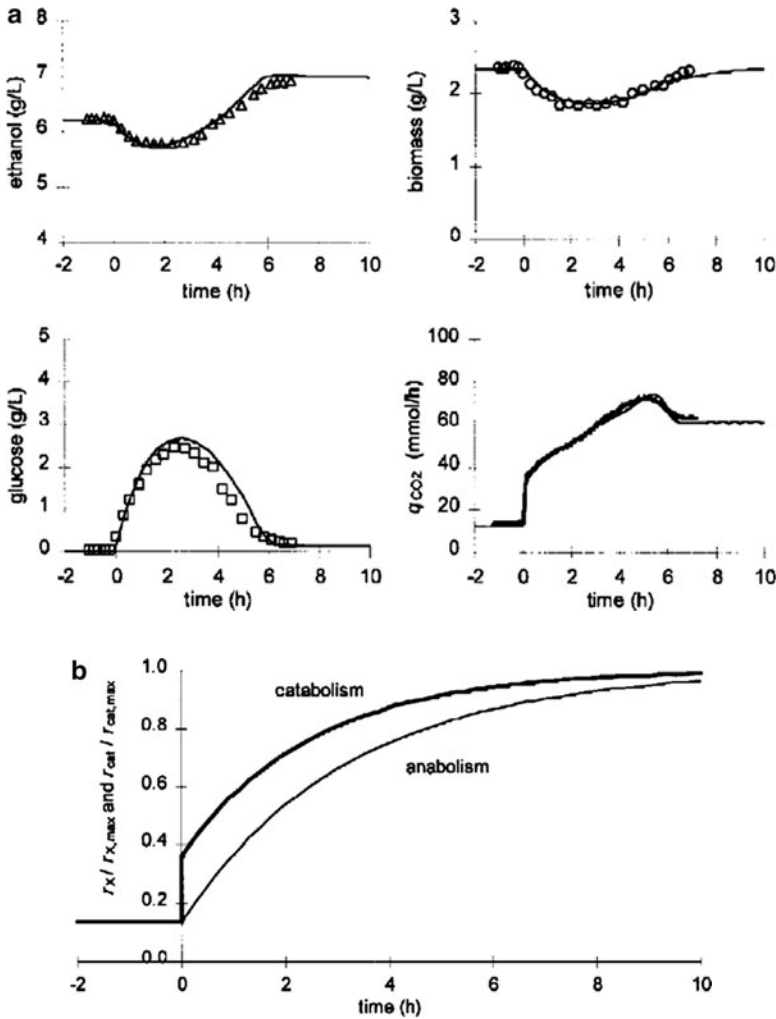 a
8
7
6
5
4
ethanol (g/L)
-2 0 2 4 6 8 10
time (h)
3
2
1
0
biomass (g/L)
-2 0 2 4 6 8 10
time (h)
5
4
3
2
1
0
glucose (g/L)
-2 0 2 4 6 8 10
time (h)
100
80
60
40
20
0
qCO2 (mmol/h)
-2 0 2 4 6 8 10
time (h)
b
1.0
0.8
0.6
0.4
0.2
0.0
rX / rX,max and rcat / rcat,max
catabolism
anabolism
-2 0 2 4 6 8 10
time (h)